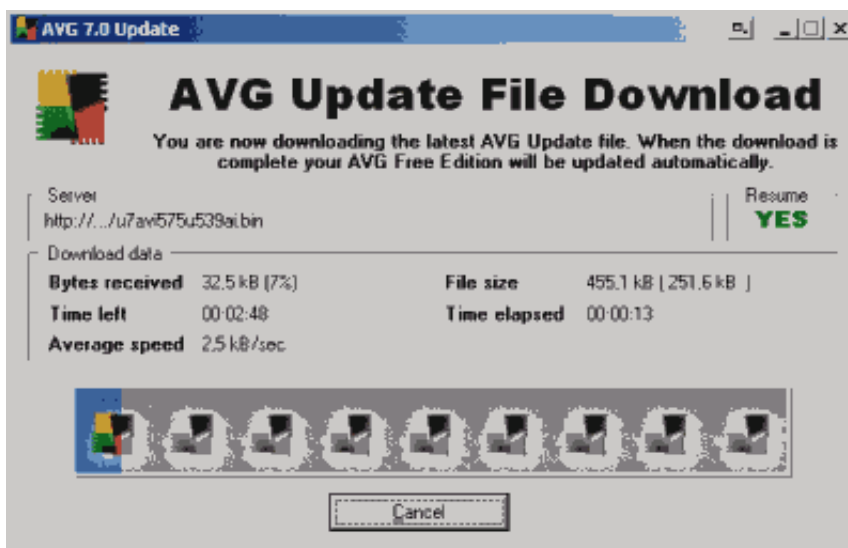 AVG 7.0 Update
AVG Update File Download
You are now downloading the latest AVG Update file. When the download is
complete your AVG Free Edition will be updated automatically.
Server
http://.../u7avi575u539ai.bin
Resume
YES
Download data
Bytes received 32.5 kB (7%) File size 455.1 kB [ 251.6 kB ]
Time left 00:02:48 Time elapsed 00:00:13
Average speed 2.5 kB/sec
Cancel